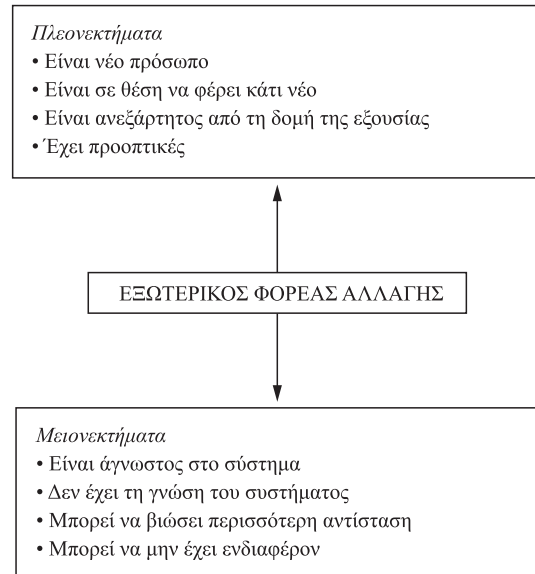 Πλεονεκτήματα
• Είναι νέο πρόσωπο
• Είναι σε θέση να φέρει κάτι νέο
• Είναι ανεξάρτητος από τη δομή της εξουσίας
• Έχει προοπτικές
ΕΞΩΤΕΡΙΚΟΣ ΦΟΡΕΑΣ ΑΛΛΑΓΗΣ
Μειονεκτήματα
• Είναι άγνωστος στο σύστημα
• Δεν έχει τη γνώση του συστήματος
• Μπορεί να βιώσει περισσότερη αντίσταση
• Μπορεί να μην έχει ενδιαφέρον